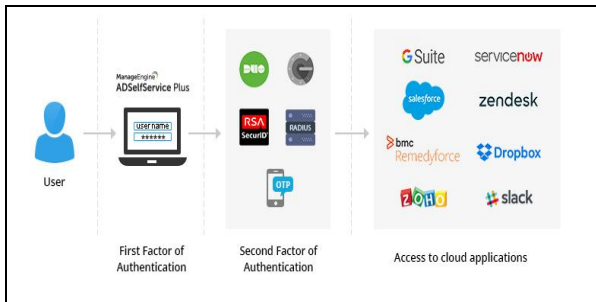 ManageEngine
ADSelfService Plus
user name
******
User
First Factor of
Authentication
DUO
RSA
SecurID
RADIUS
OTP
Second Factor of
Authentication
G Suite
servicenow
salesforce
zendesk
bmc
Remedyforce
Dropbox
ZOHO
slack
Access to cloud applications